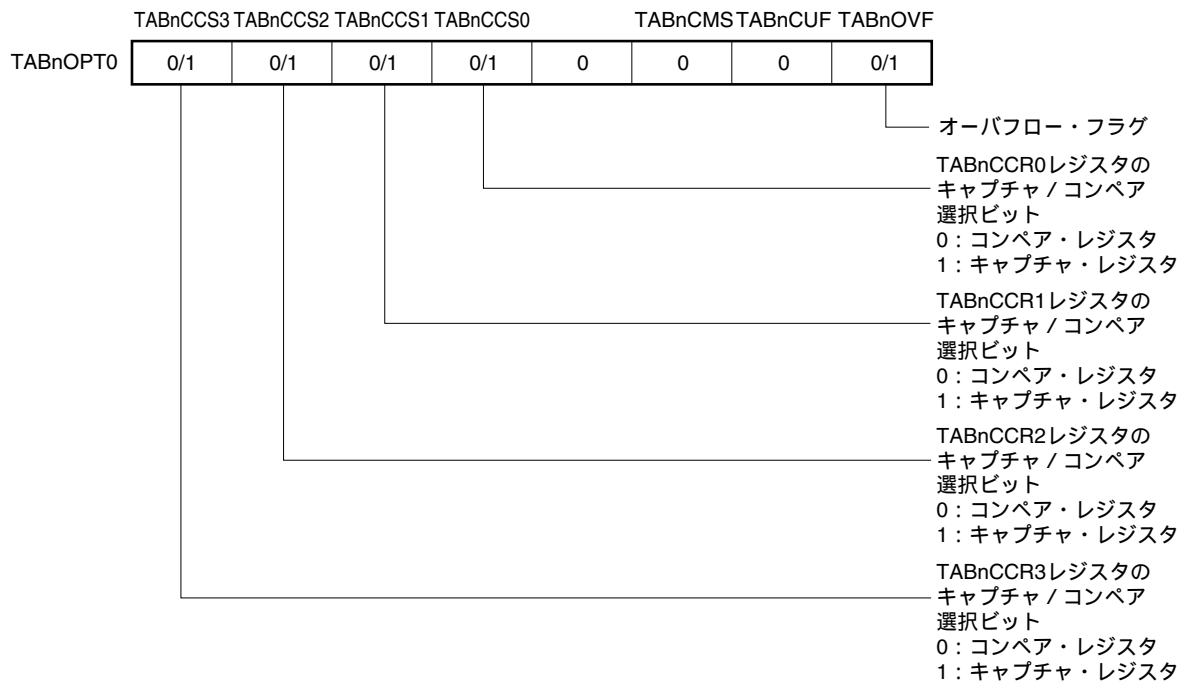 TABnCCS3 TABnCCS2 TABnCCS1 TABnCCS0 TABnCMS TABnCUF TABnOVF
TABnOPT0 0/1 0/1 0/1 0/1 0 0 0 0/1
オーバフロー・フラグ
TABnCCR0レジスタの
キャプチャ／コンペア
選択ビット
0：コンペア・レジスタ
1：キャプチャ・レジスタ
TABnCCR1レジスタの
キャプチャ／コンペア
選択ビット
0：コンペア・レジスタ
1：キャプチャ・レジスタ
TABnCCR2レジスタの
キャプチャ／コンペア
選択ビット
0：コンペア・レジスタ
1：キャプチャ・レジスタ
TABnCCR3レジスタの
キャプチャ／コンペア
選択ビット
0：コンペア・レジスタ
1：キャプチャ・レジスタ